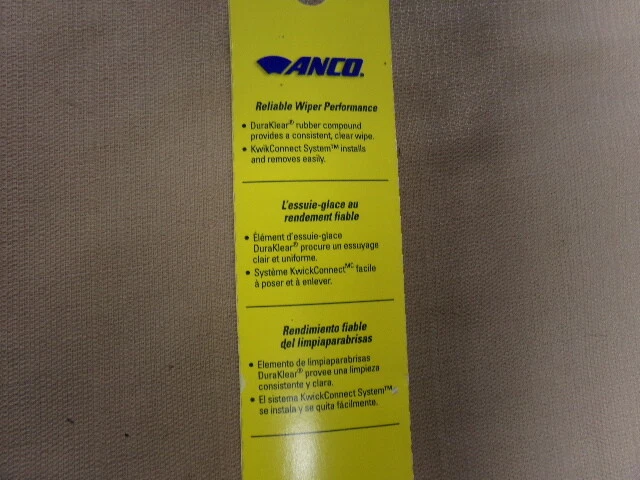 ANCO.
Reliable Wiper Performance
• DuraKlear® rubber compound
provides a consistent, clear wipe.
• KwikConnect System™ installs
and removes easily.
L'essuie-glace au
rendement fiable
• Élément d'essuie-glace
DuraKlear® procure un essuyage
clair et uniforme.
• Système KwickConnectMC facile
à poser et à enlever.
Rendimiento fiable
del limpiaparabrisas
• Elemento de limpiaparabrisas
DuraKlear® provee una limpieza
consistente y clara.
• El sistema KwickConnect System™
se instala y se quita fácilmente.